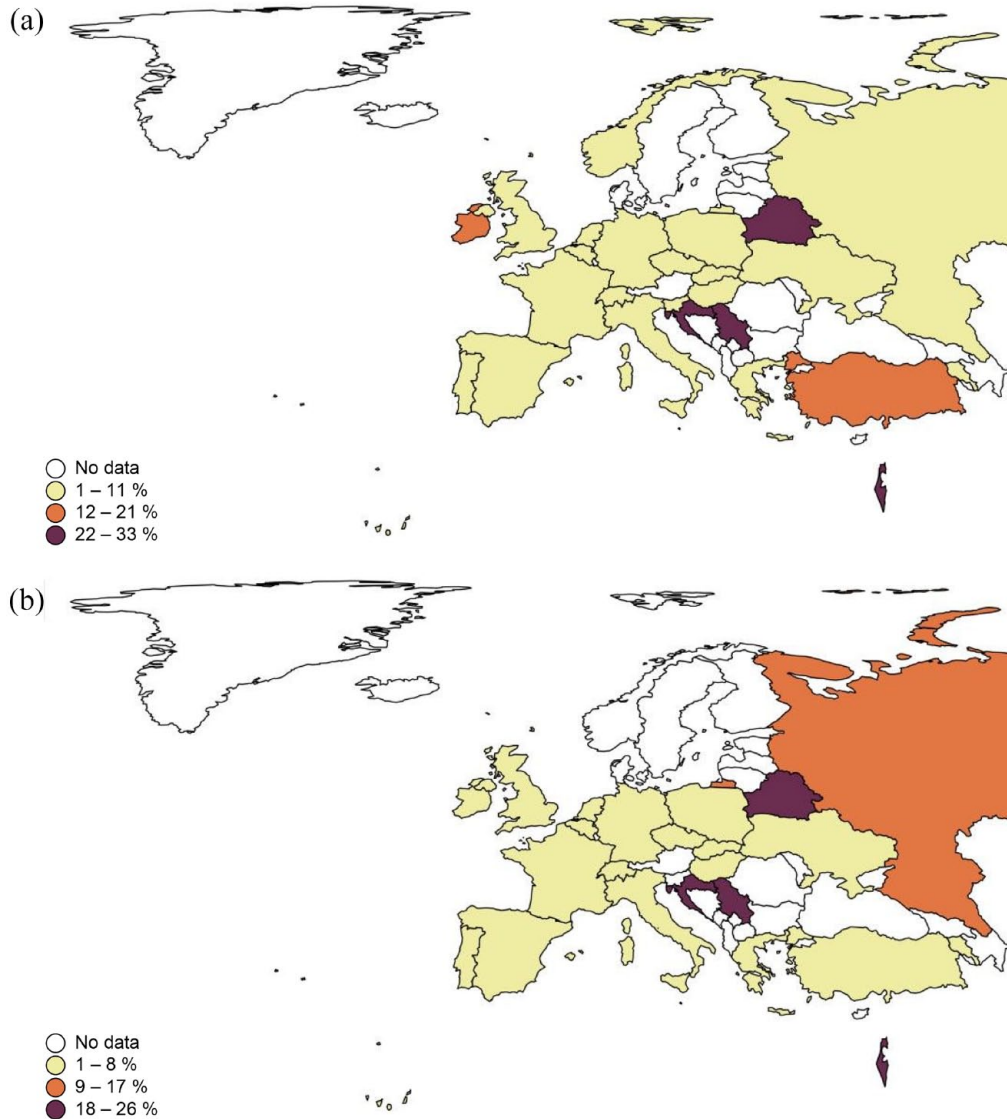 (a)
No data
1 – 11 %
12 – 21 %
22 – 33 %
(b)
No data
1 – 8 %
9 – 17 %
18 – 26 %